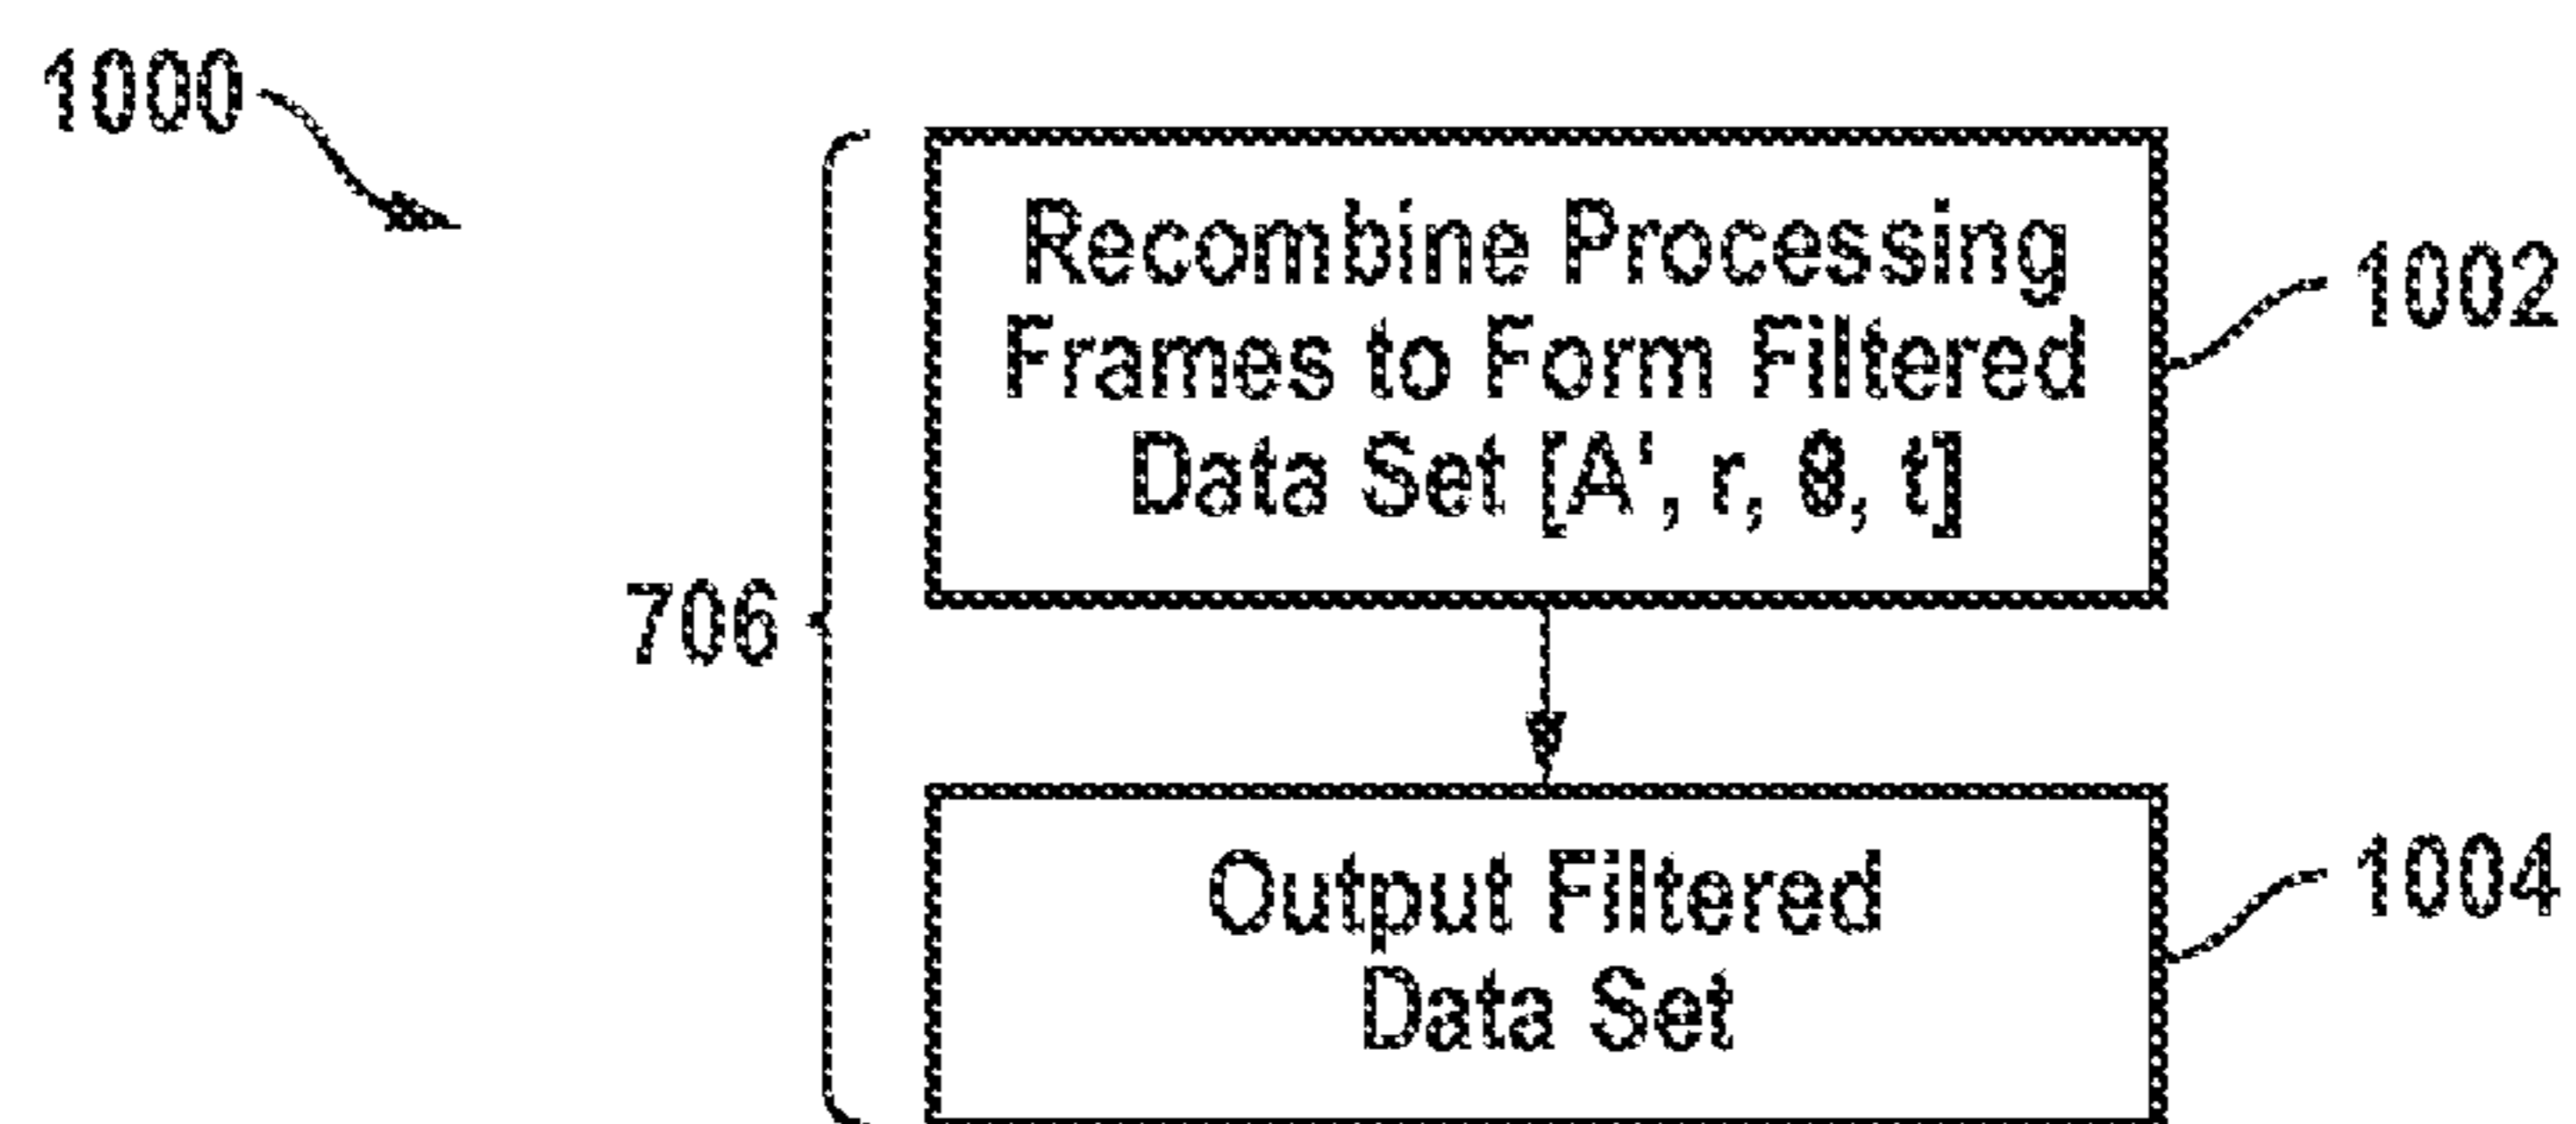 1000
Recombine Processing
Frames to Form Filtered
Data Set [A', r, θ, t]
1002
706
Output Filtered
Data Set
1004